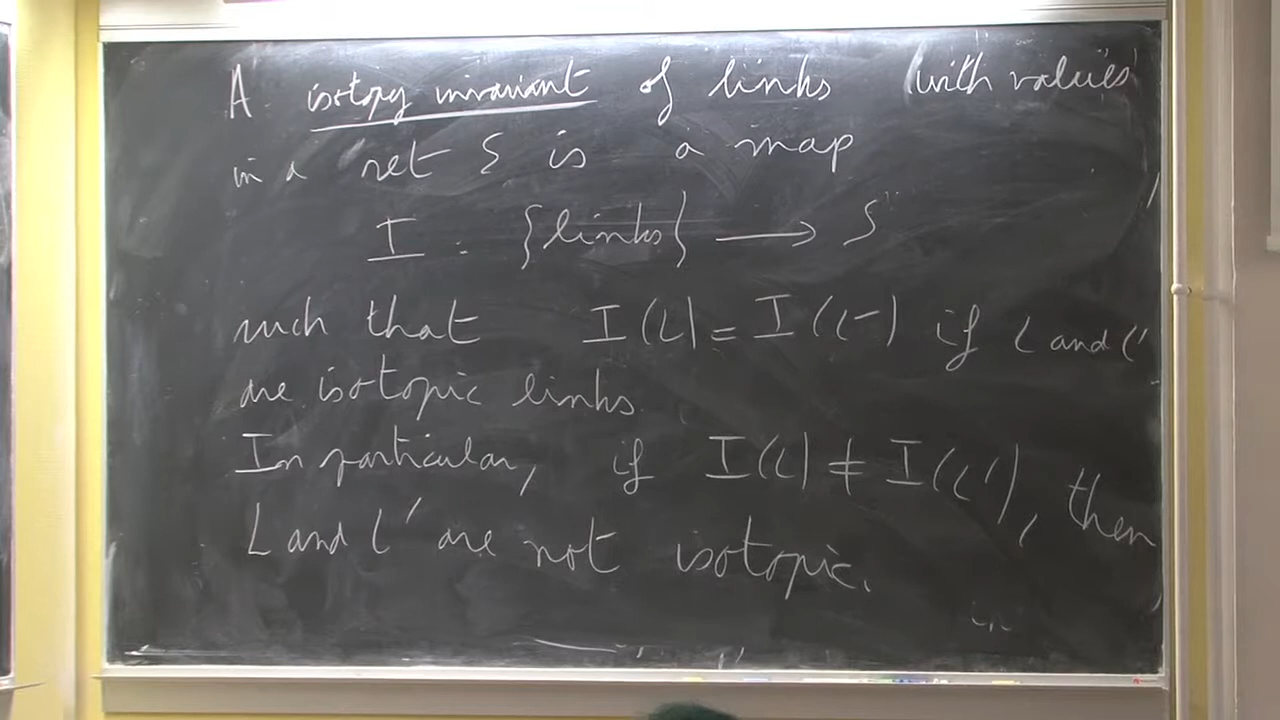 A isotopy invariant of links (with values
in a set S is a map
I : {links} ⟶ S
such that I(L) = I(L') if L and L'
are isotopic links.
In particular, if I(L) ≠ I(L'), then
L and L' are not isotopic.